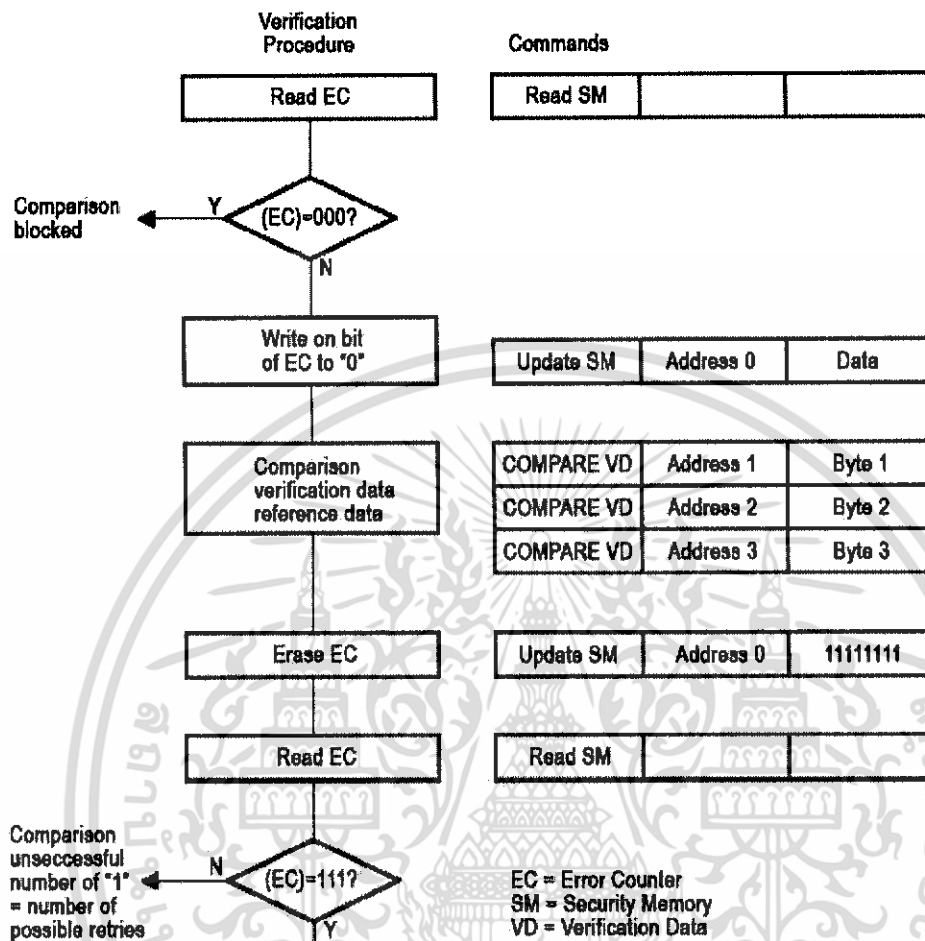 Verification
Procedure
Commands
Read EC
Read SM
Comparison
blocked
Y
(EC)=000?
N
Write on bit
of EC to "0"
Update SM Address 0 Data
Comparison
verification data
reference data
COMPARE VD Address 1 Byte 1
COMPARE VD Address 2 Byte 2
COMPARE VD Address 3 Byte 3
Erase EC
Update SM Address 0 11111111
Read EC
Read SM
Comparison
unseccessful
number of "1"
= number of
possible retries
N
(EC)=111?
Y
EC = Error Counter
SM = Security Memory
VD = Verification Data